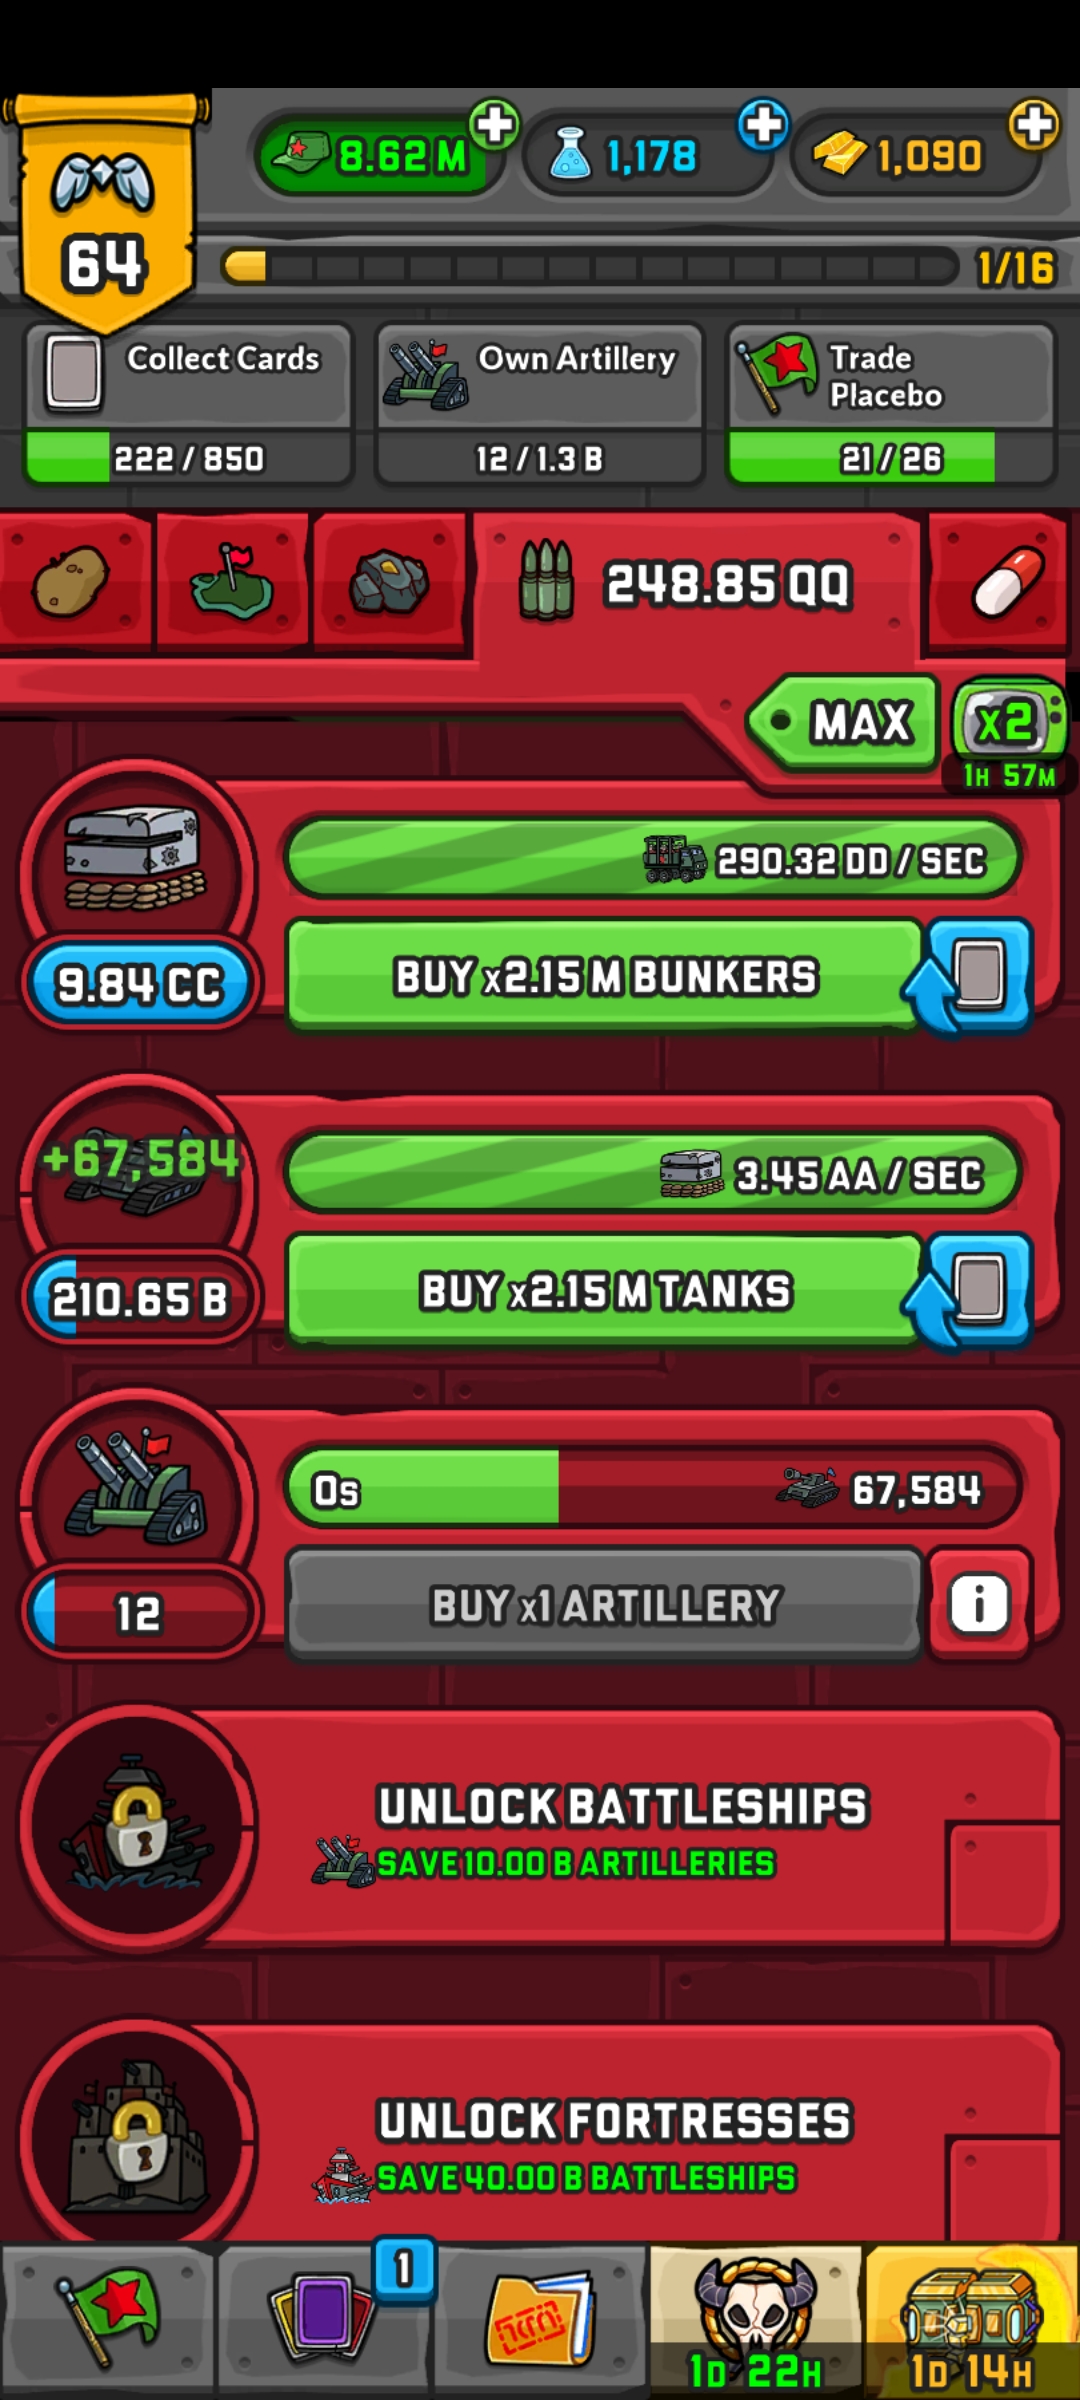 8.62 M
1,178
1,090
64
1/16
Collect Cards
222 / 850
Own Artillery
12 / 1.3 B
Trade
Placebo
21 / 26
248.85 QQ
MAX
x2
1H 57M
290.32 DD / SEC
9.84 CC
BUY x2.15 M BUNKERS
+67,584
3.45 AA / SEC
210.65 B
BUY x2.15 M TANKS
0s
67,584
12
BUY x1 ARTILLERY
i
UNLOCK BATTLESHIPS
SAVE 10.00 B ARTILLERIES
UNLOCK FORTRESSES
SAVE 40.00 B BATTLESHIPS
1
1D 22H
1D 14H